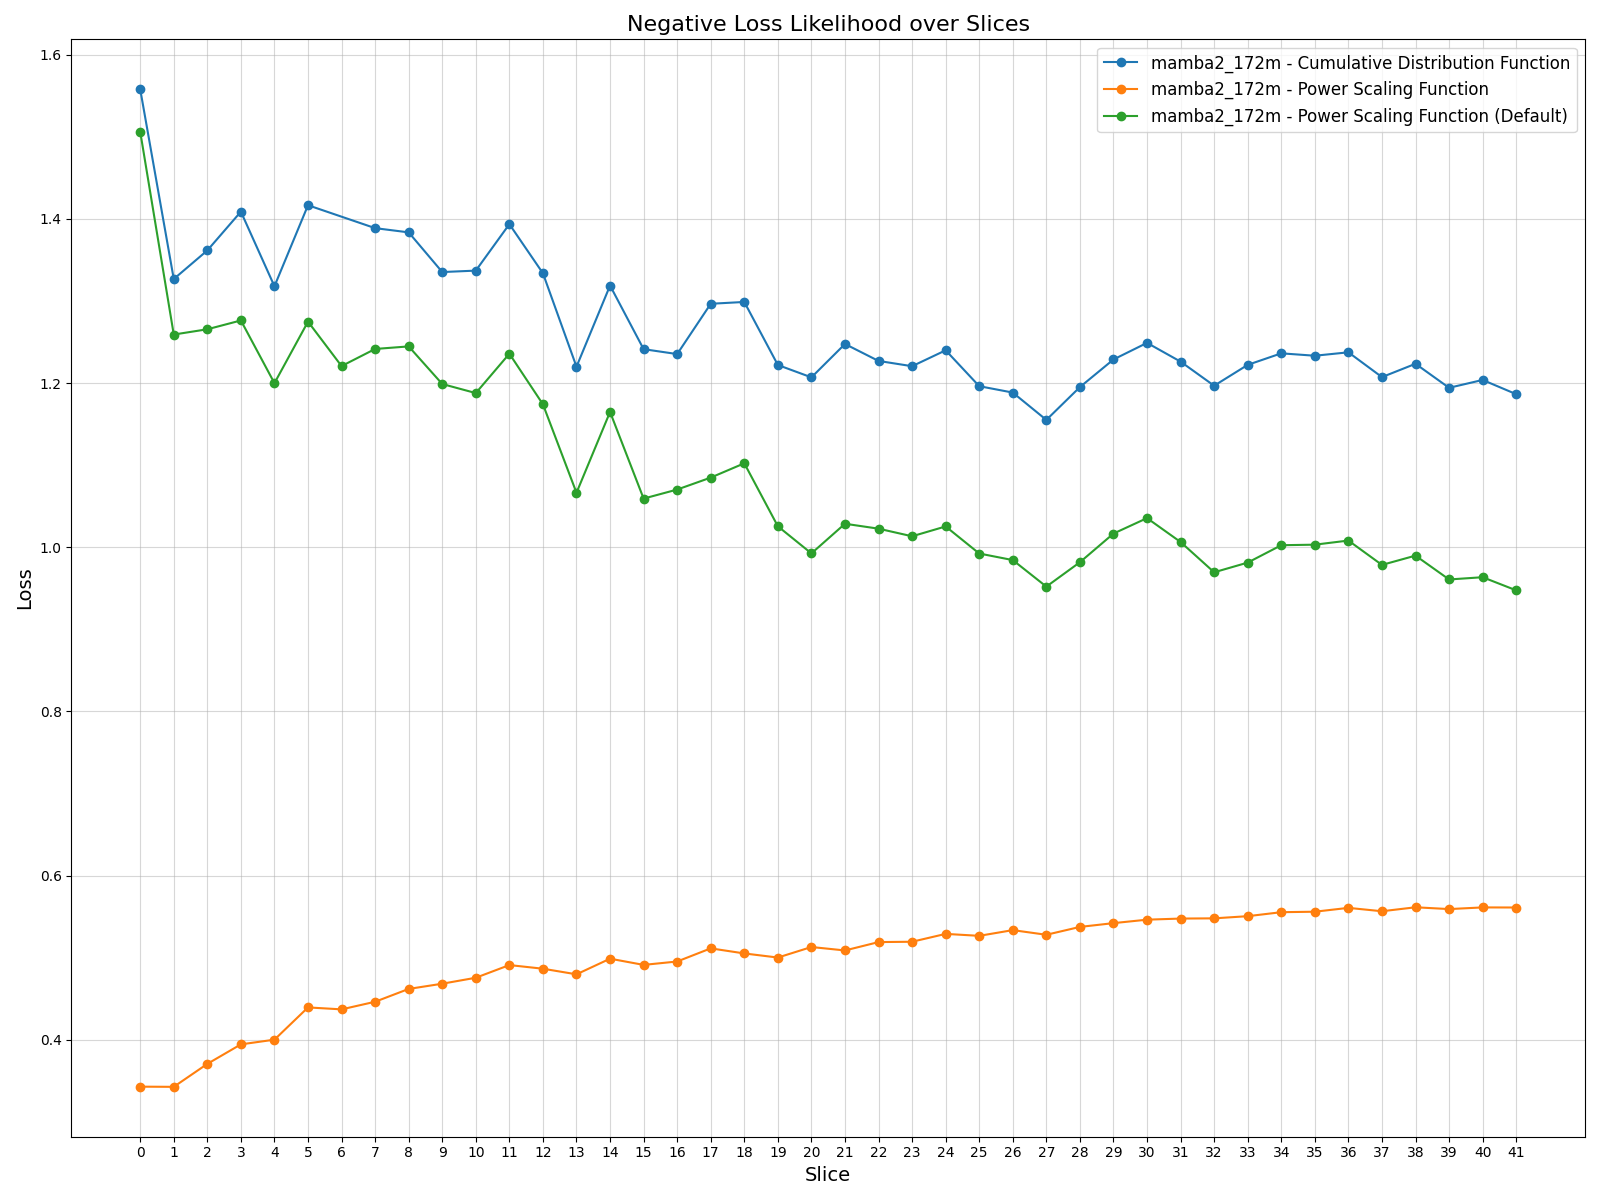 Negative Loss Likelihood over Slices
mamba2_172m - Cumulative Distribution Function
mamba2_172m - Power Scaling Function
mamba2_172m - Power Scaling Function (Default)
1.6
1.4
1.2
1.0
0.8
0.6
0.4
Loss
0 1 2 3 4 5 6 7 8 9 10 11 12 13 14 15 16 17 18 19 20 21 22 23 24 25 26 27 28 29 30 31 32 33 34 35 36 37 38 39 40 41
Slice